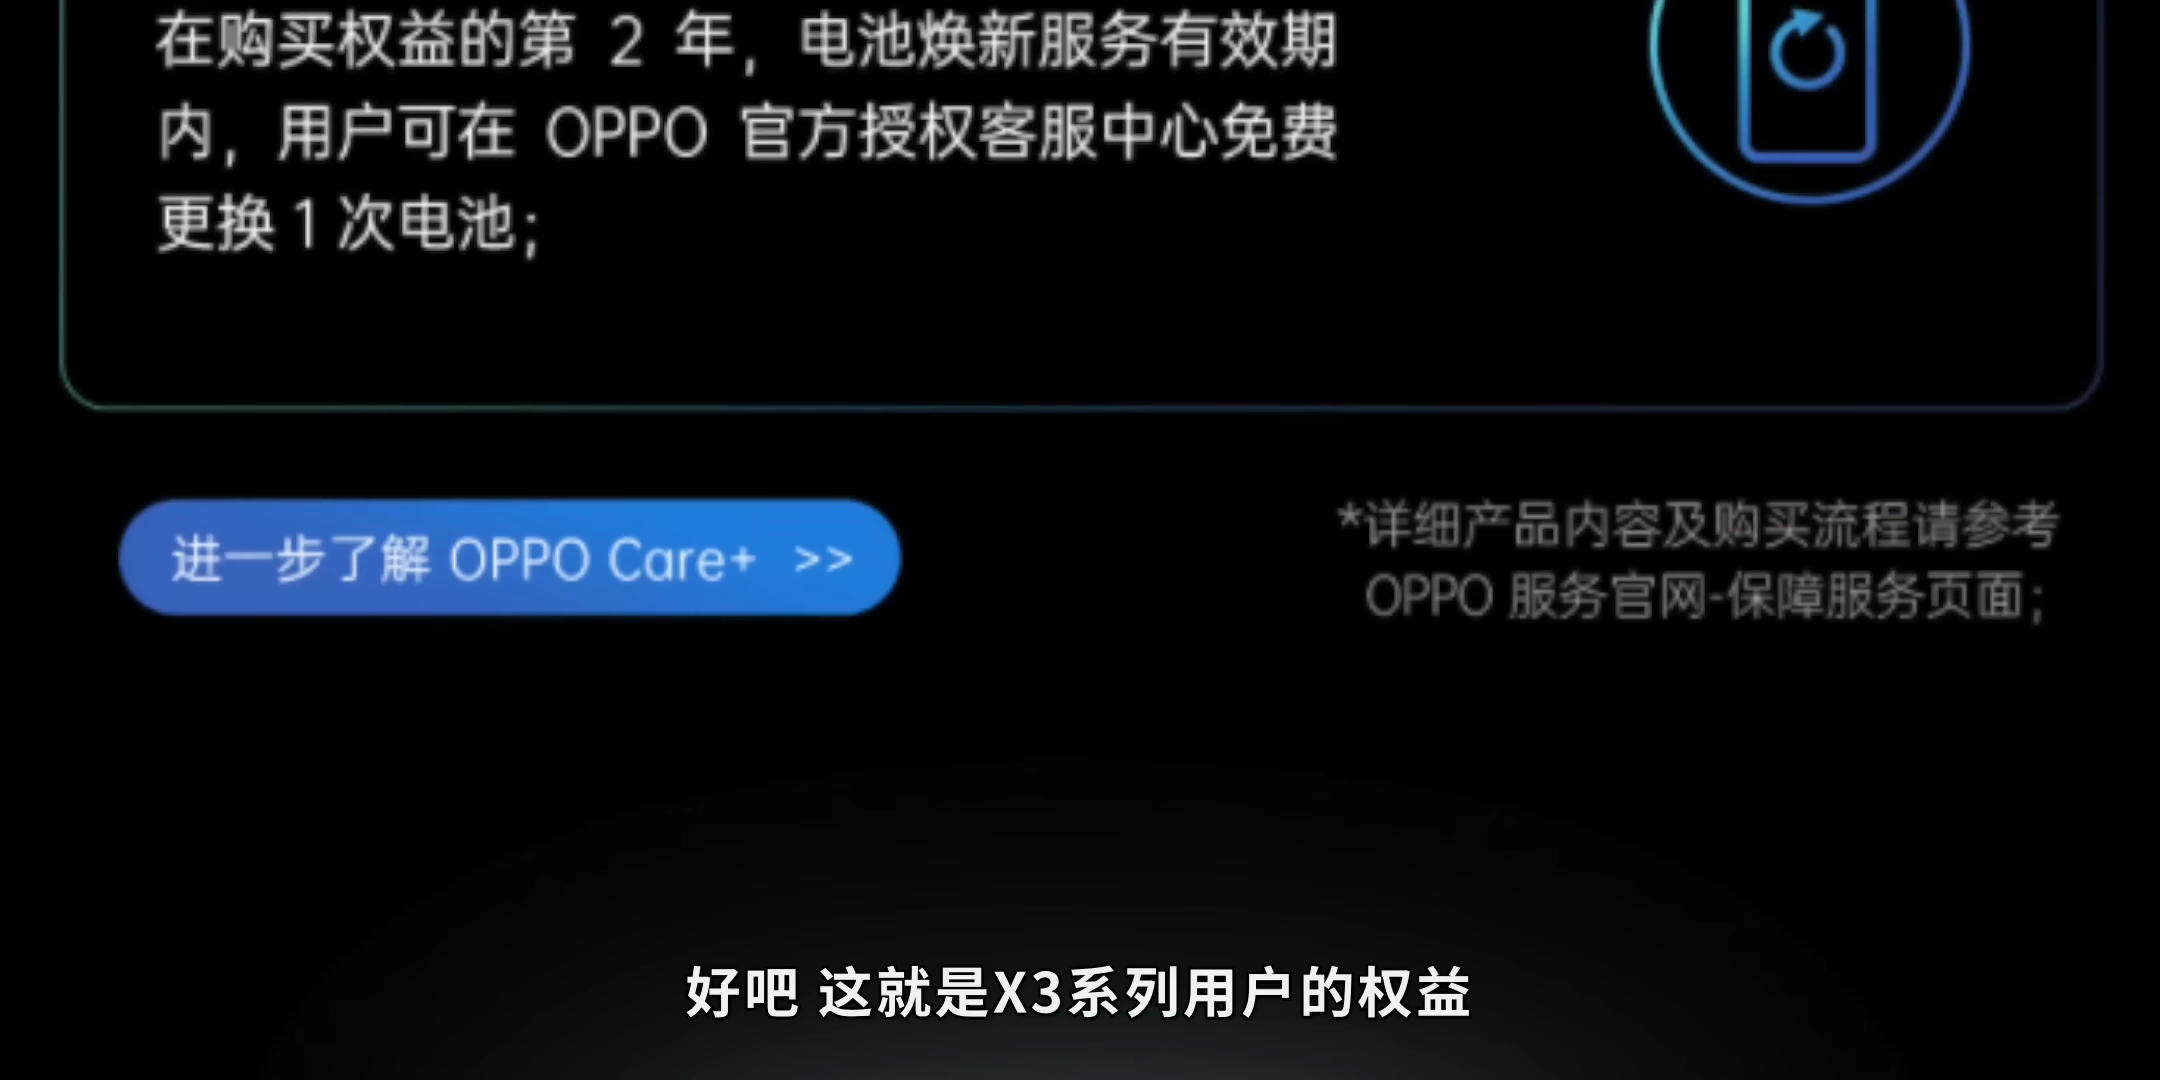 在购买权益的第 2 年，电池焕新服务有效期
内，用户可在 OPPO 官方授权客服中心免费
更换 1 次电池；
进一步了解 OPPO Care+ >>
*详细产品内容及购买流程请参考
OPPO 服务官网-保障服务页面；
好吧 这就是X3系列用户的权益